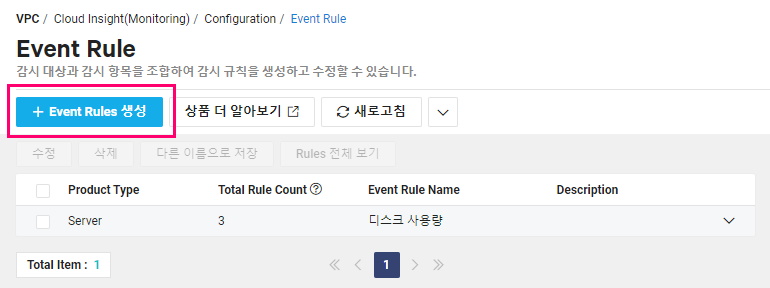 VPC / Cloud Insight(Monitoring) / Configuration / Event Rule
Event Rule
감시 대상과 감시 항목을 조합하여 감시 규칙을 생성하고 수정할 수 있습니다.
+ Event Rules 생성 상품 더 알아보기 새로고침
수정 삭제 다른 이름으로 저장 Rules 전체 보기
Product Type Total Rule Count ? Event Rule Name Description
Server 3 디스크 사용량
Total Item : 1 « < 1 > »